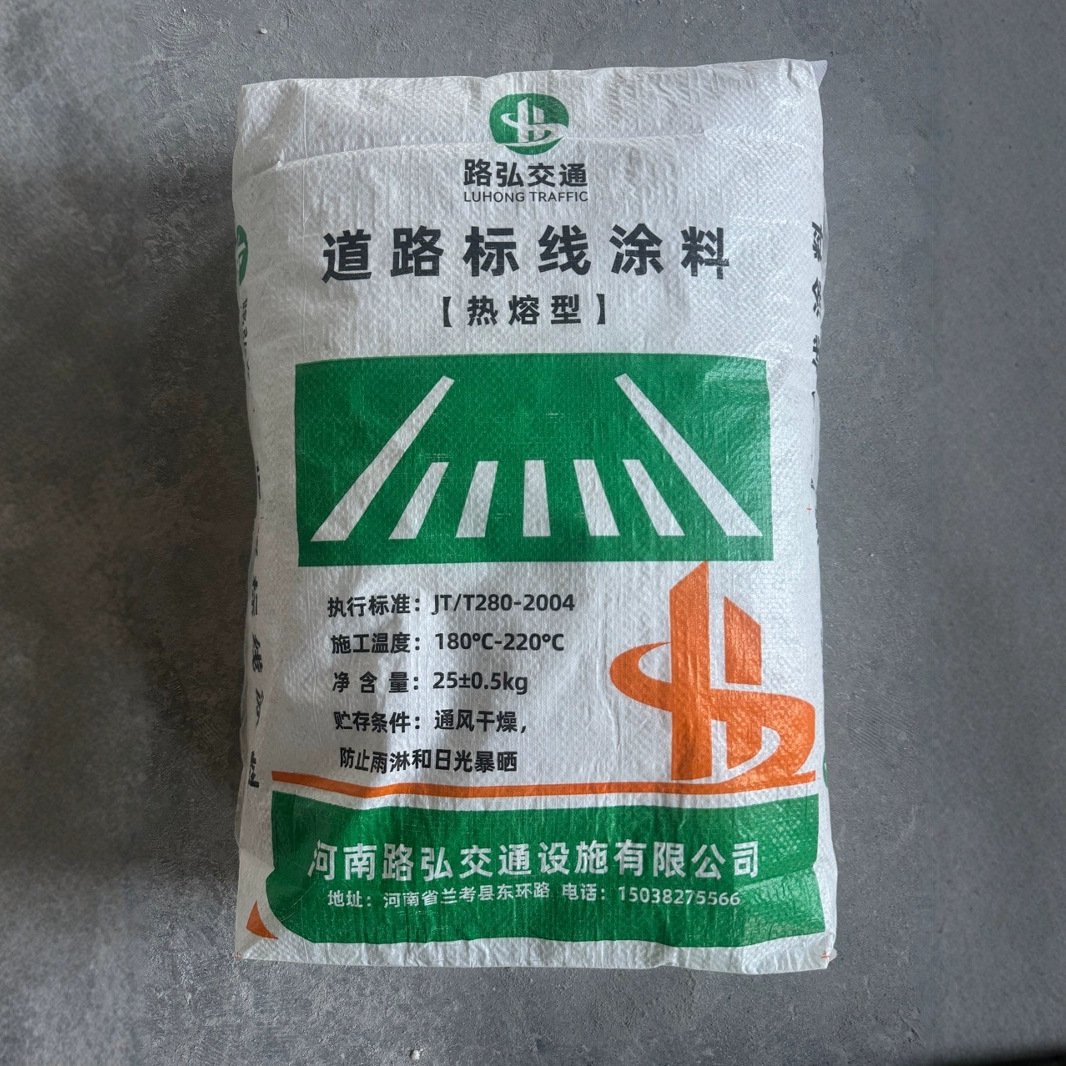 路弘交通
LUHONG TRAFFIC
道路标线涂料
【热熔型】
执行标准：JT/T280-2004
施工温度：180℃-220℃
净 含 量：25±0.5kg
贮存条件：通风干燥，
防止雨淋和日光暴晒
河南路弘交通设施有限公司
地址：河南省兰考县东环路 电话：15038275566